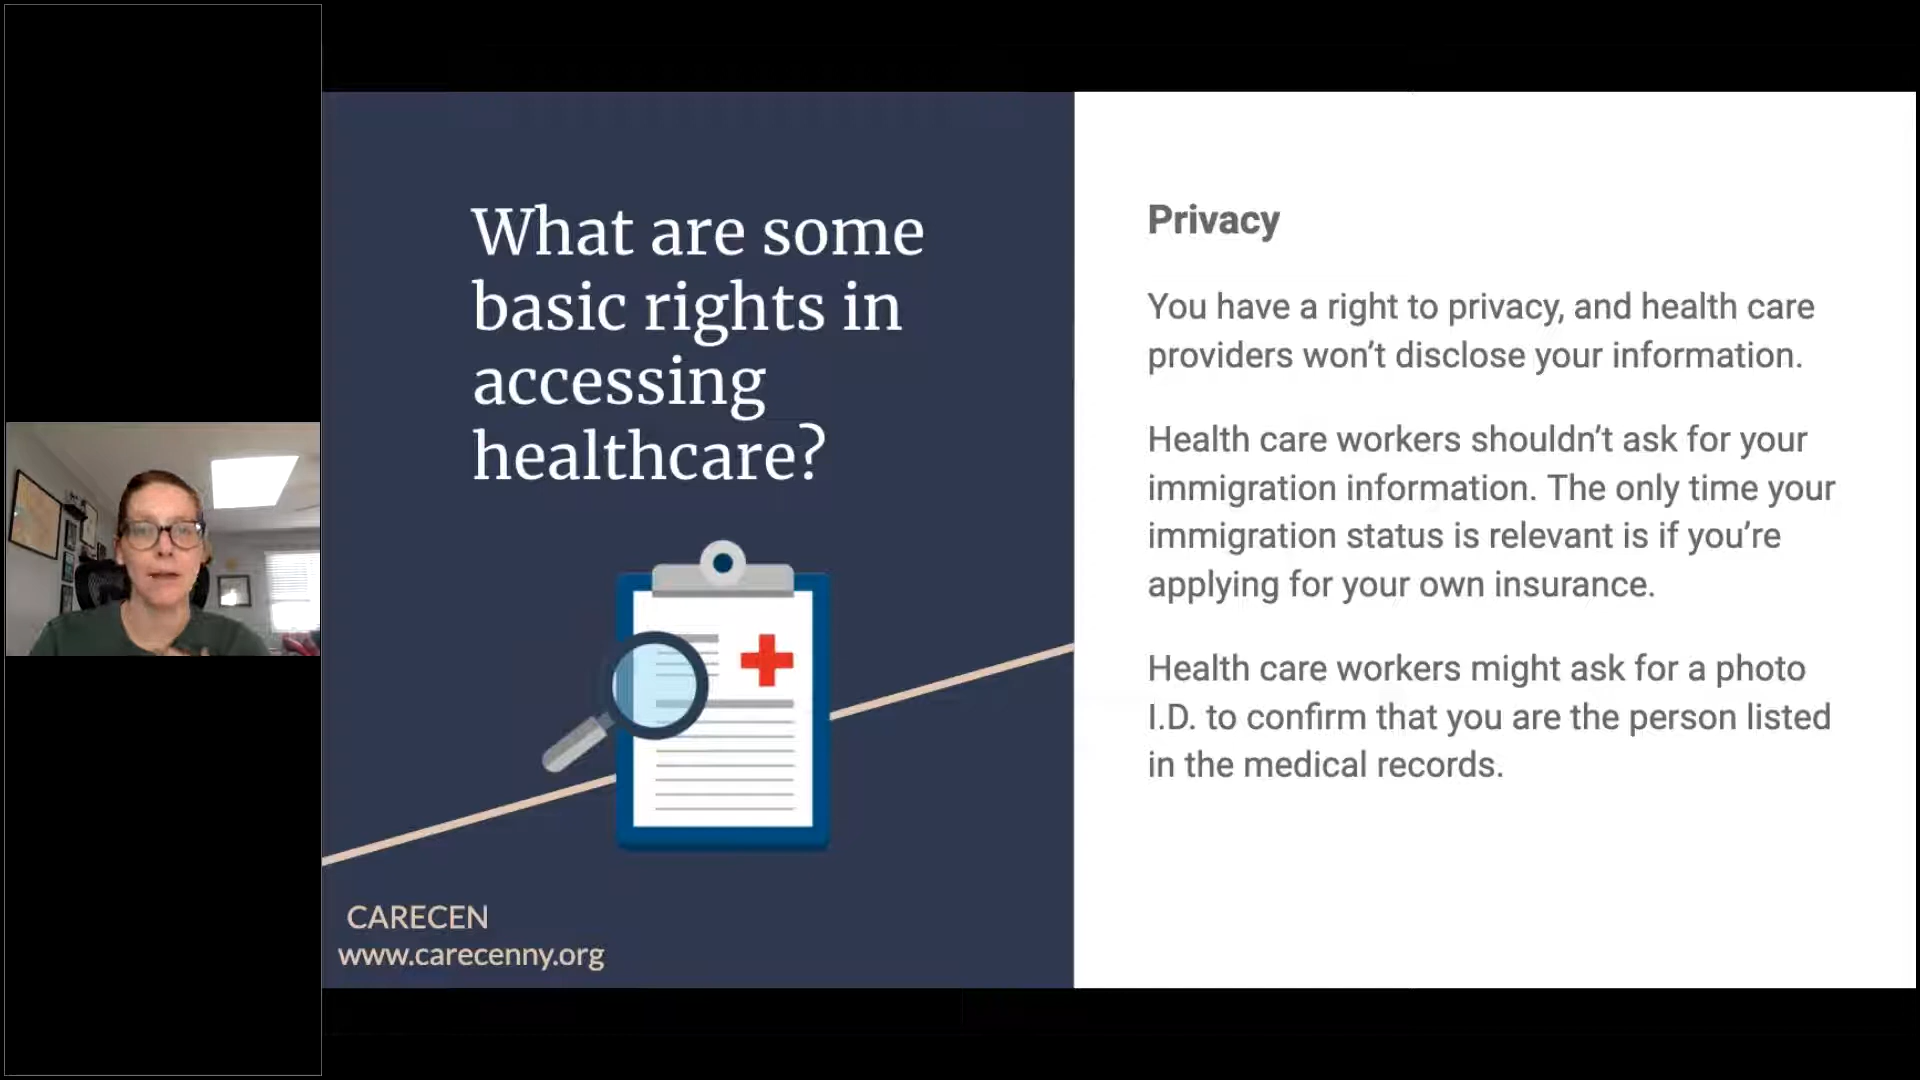 What are some
basic rights in
accessing
healthcare?
CARECEN
www.carecenny.org
Privacy
You have a right to privacy, and health care
providers won’t disclose your information.
Health care workers shouldn’t ask for your
immigration information. The only time your
immigration status is relevant is if you’re
applying for your own insurance.
Health care workers might ask for a photo
I.D. to confirm that you are the person listed
in the medical records.